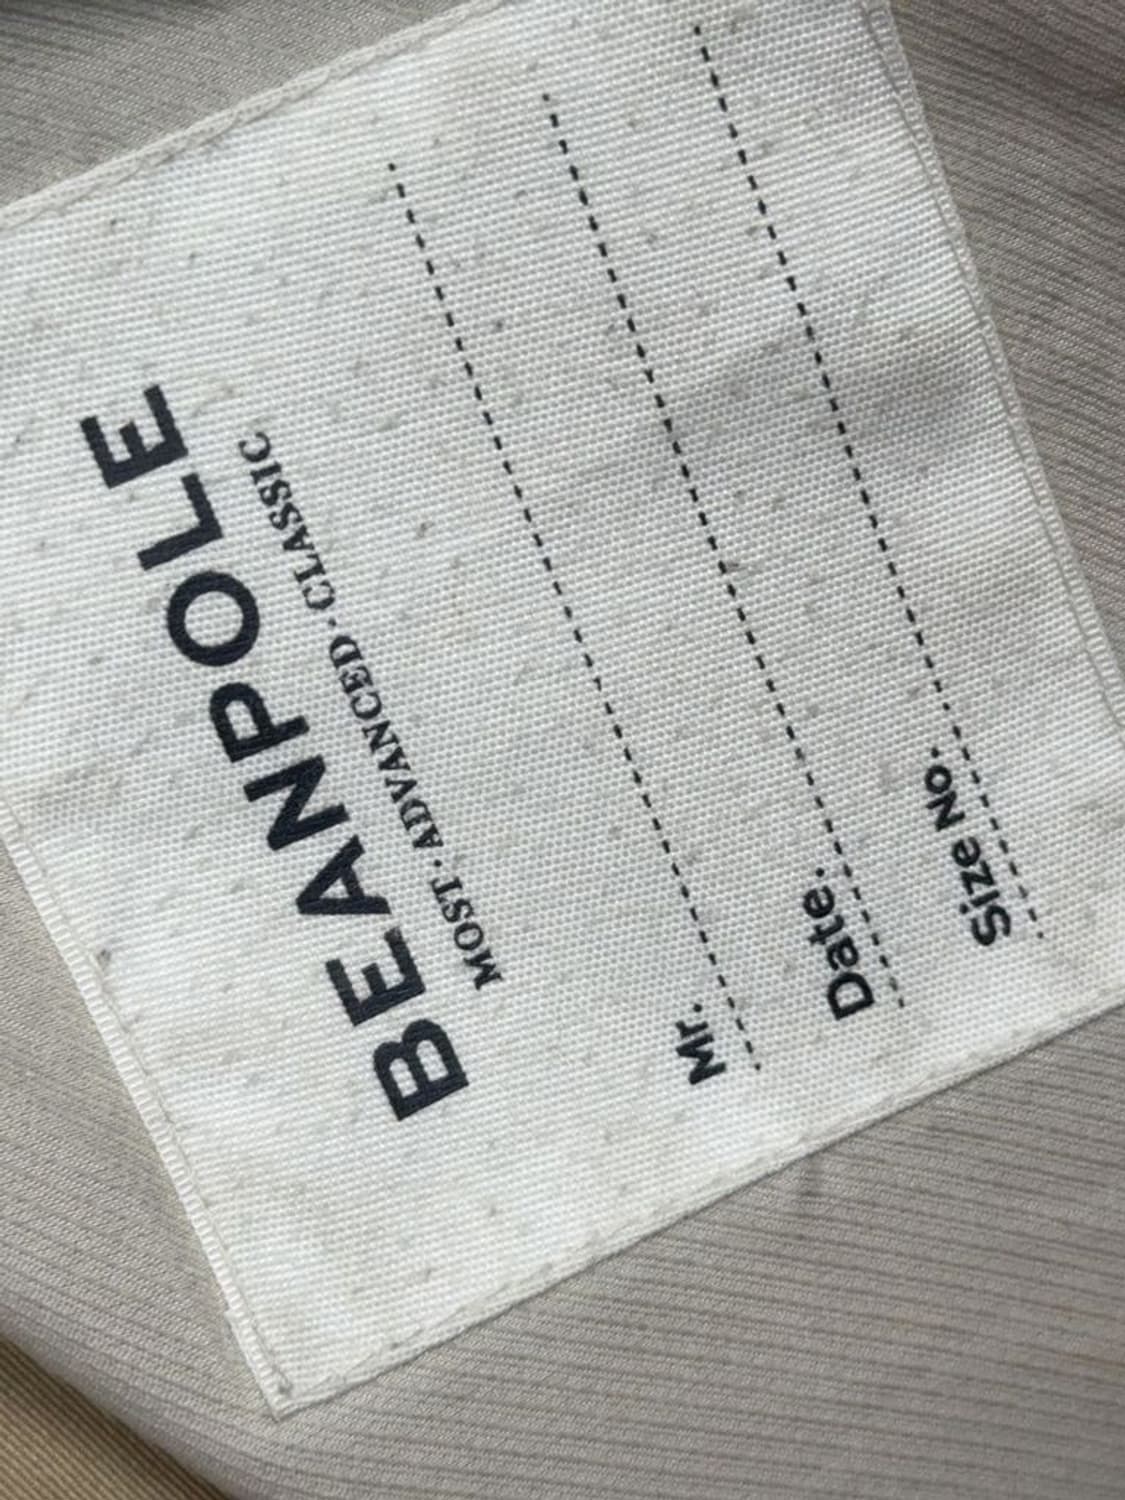 BEANPOLE
MOST·ADVANCED·CLASSIC
Mr.
Date.
Size No.